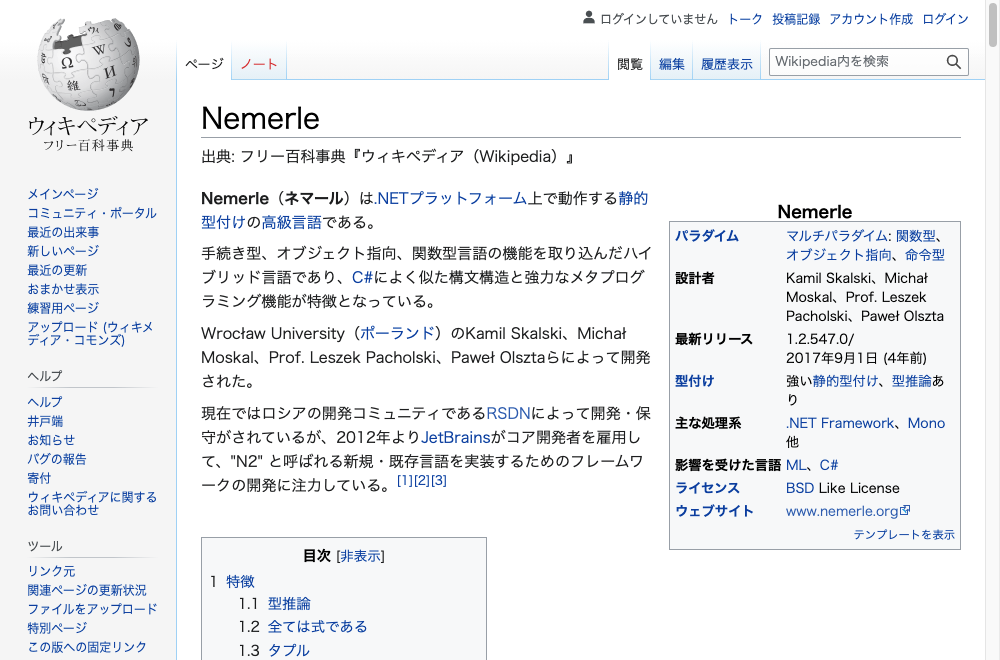 ログインしていません トーク 投稿記録 アカウント作成 ログイン
ページ ノート 閲覧 編集 履歴表示 Wikipedia内を検索
ウィキペディア
フリー百科事典
メインページ
コミュニティ・ポータル
最近の出来事
新しいページ
最近の更新
おまかせ表示
練習用ページ
アップロード (ウィキメ
ディア・コモンズ)
ヘルプ
ヘルプ
井戸端
お知らせ
バグの報告
寄付
ウィキペディアに関する
お問い合わせ
ツール
リンク元
関連ページの更新状況
ファイルをアップロード
特別ページ
この版への固定リンク
Nemerle
出典: フリー百科事典『ウィキペディア（Wikipedia）』
Nemerle（ネマール）は.NETプラットフォーム上で動作する静的
型付けの高級言語である。
手続き型、オブジェクト指向、関数型言語の機能を取り込んだハイ
ブリッド言語であり、C#によく似た構文構造と強力なメタプログ
ラミング機能が特徴となっている。
Wrocław University（ポーランド）のKamil Skalski、Michał
Moskal、Prof. Leszek Pacholski、Paweł Olsztaらによって開発
された。
現在ではロシアの開発コミュニティであるRSDNによって開発・保
守がされているが、2012年よりJetBrainsがコア開発者を雇用し
て、"N2" と呼ばれる新規・既存言語を実装するためのフレームワ
ークの開発に注力している。[1][2][3]
Nemerle
パラダイム マルチパラダイム: 関数型、
オブジェクト指向、命令型
設計者 Kamil Skalski、Michał
Moskal、Prof. Leszek
Pacholski、Paweł Olszta
最新リリース 1.2.547.0/
2017年9月1日 (4年前)
型付け 強い静的型付け、型推論あ
り
主な処理系 .NET Framework、Mono
他
影響を受けた言語 ML、C#
ライセンス BSD Like License
ウェブサイト www.nemerle.org
テンプレートを表示
目次 [非表示]
1 特徴
1.1 型推論
1.2 全ては式である
1.3 タプル